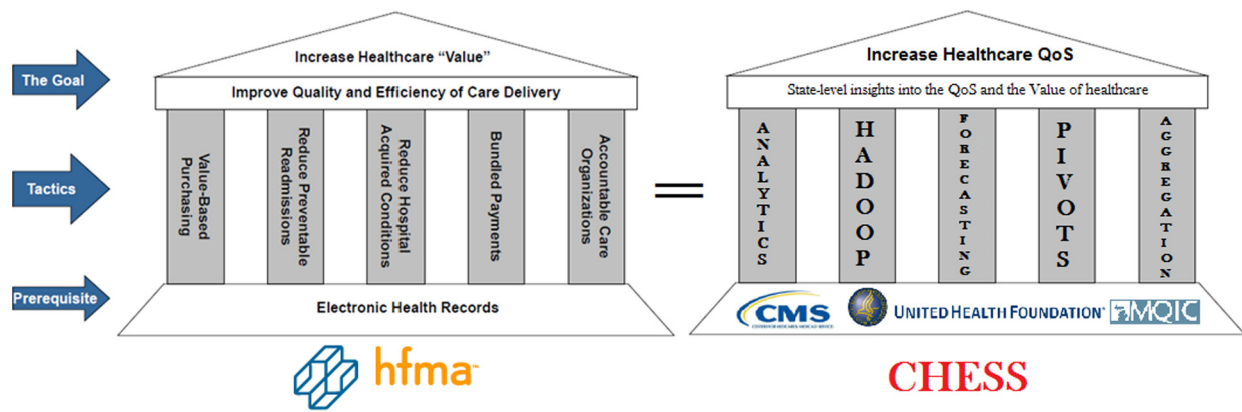 The Goal
Increase Healthcare “Value”
Improve Quality and Efficiency of Care Delivery
Tactics
Value-Based
Purchasing
Reduce Preventable
Readmissions
Reduce Hospital
Acquired Conditions
Bundled Payments
Accountable Care
Organizations
Prerequisite
Electronic Health Records
hfma™
=
Increase Healthcare QoS
State-level insights into the QoS and the Value of healthcare
ANALYTICS
HADOOP
FORECASTING
PIVOTS
AGGREGATION
CMS
UNITED HEALTH FOUNDATION
MQIC
CHESS